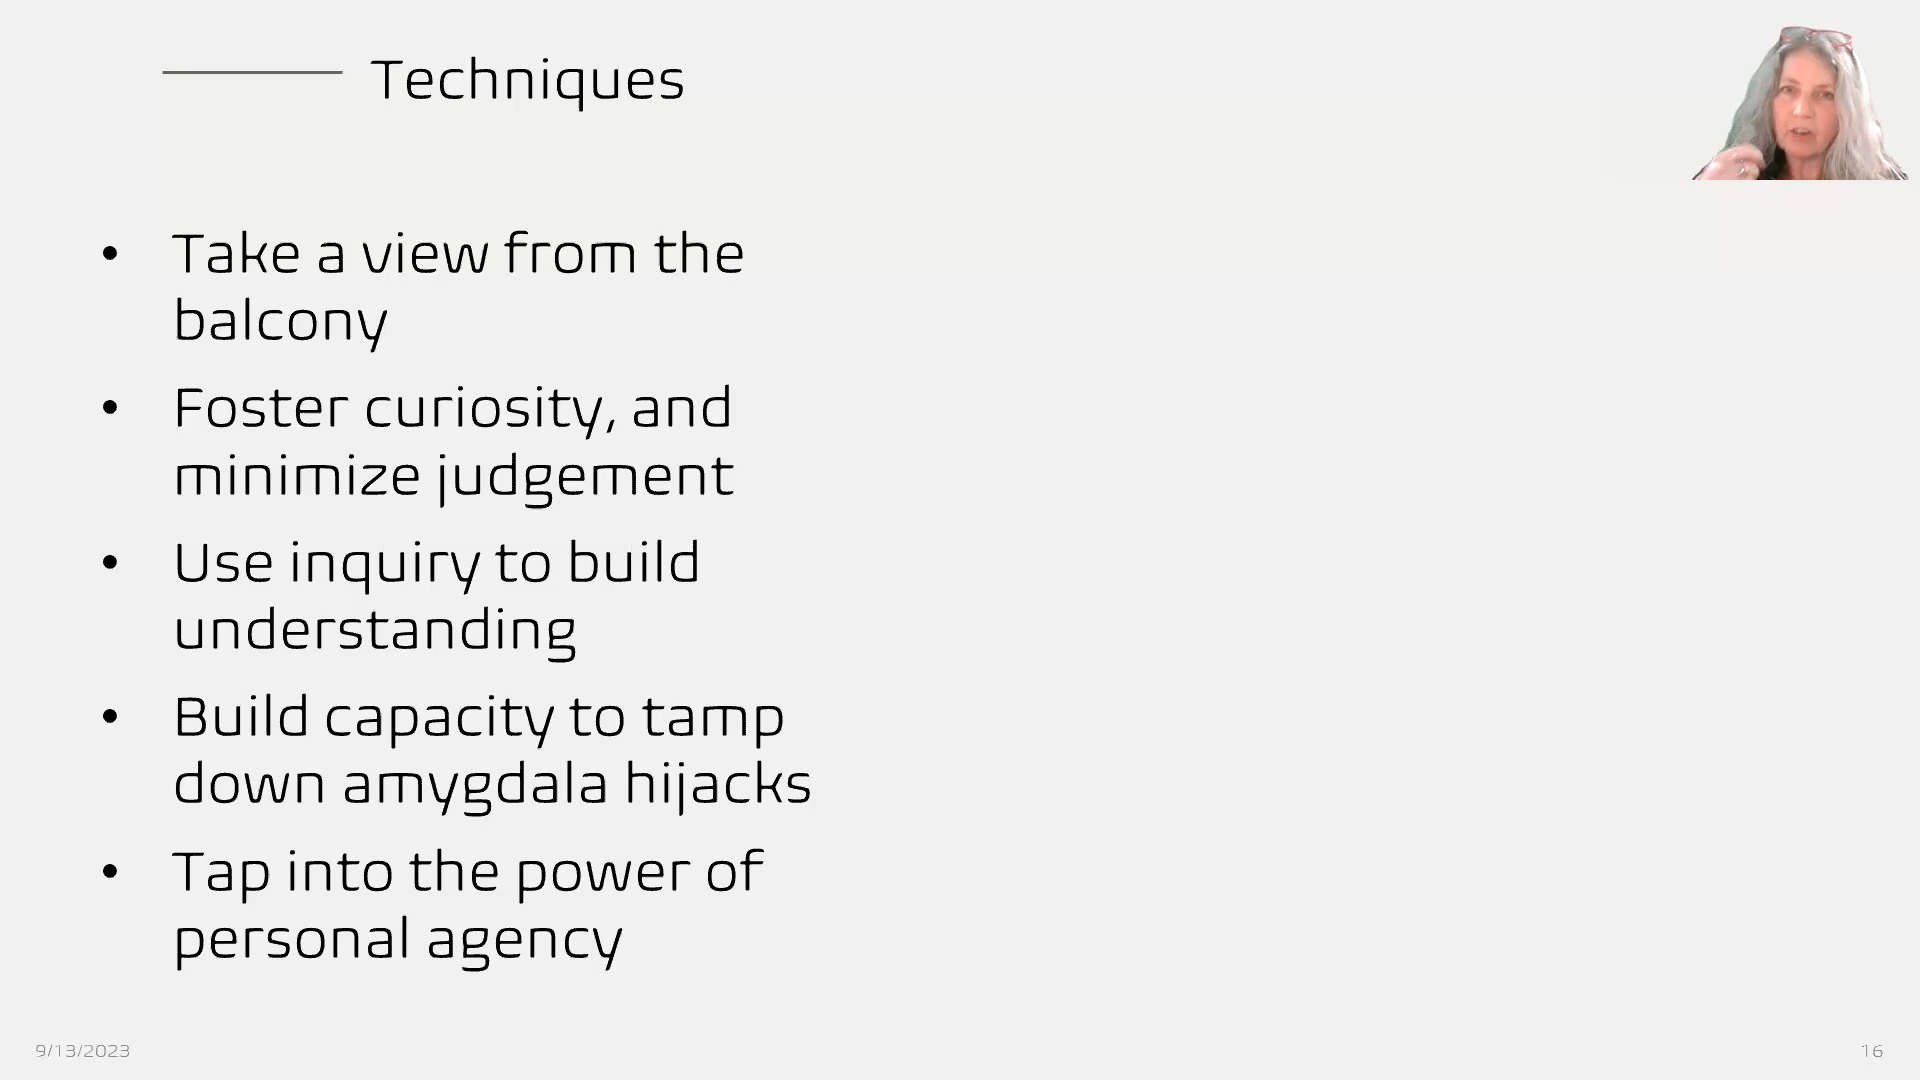 Techniques
• Take a view from the
balcony
• Foster curiosity, and
minimize judgement
• Use inquiry to build
understanding
• Build capacity to tamp
down amygdala hijacks
• Tap into the power of
personal agency
9/13/2023
16